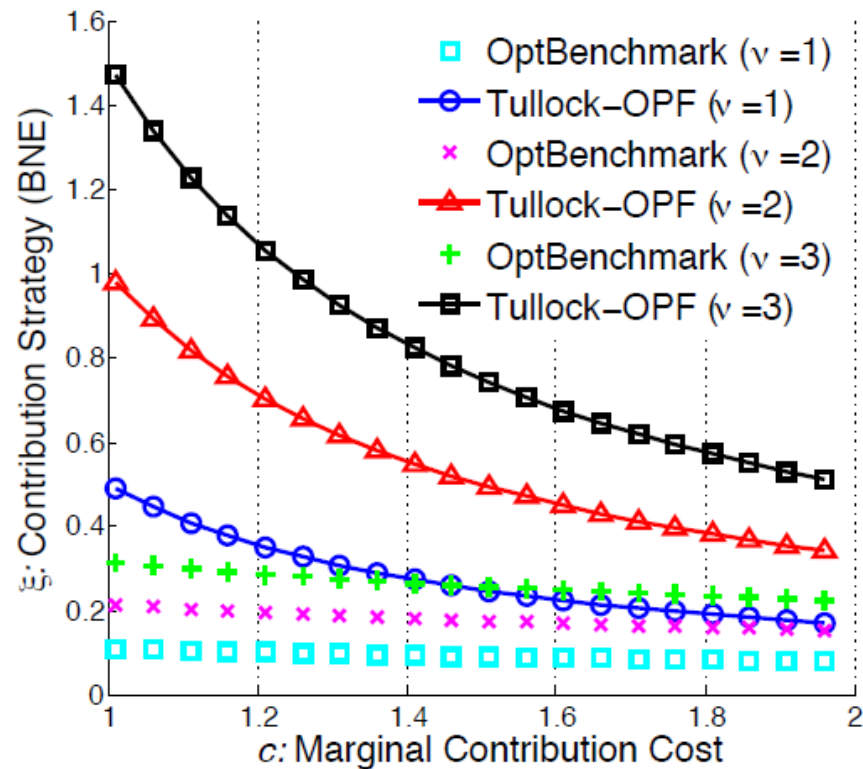 1.6
1.4
1.2
1
0.8
0.6
0.4
0.2
0
ξ: Contribution Strategy (BNE)
OptBenchmark (ν =1)
Tullock−OPF (ν =1)
OptBenchmark (ν =2)
Tullock−OPF (ν =2)
OptBenchmark (ν =3)
Tullock−OPF (ν =3)
1 1.2 1.4 1.6 1.8 2
c: Marginal Contribution Cost